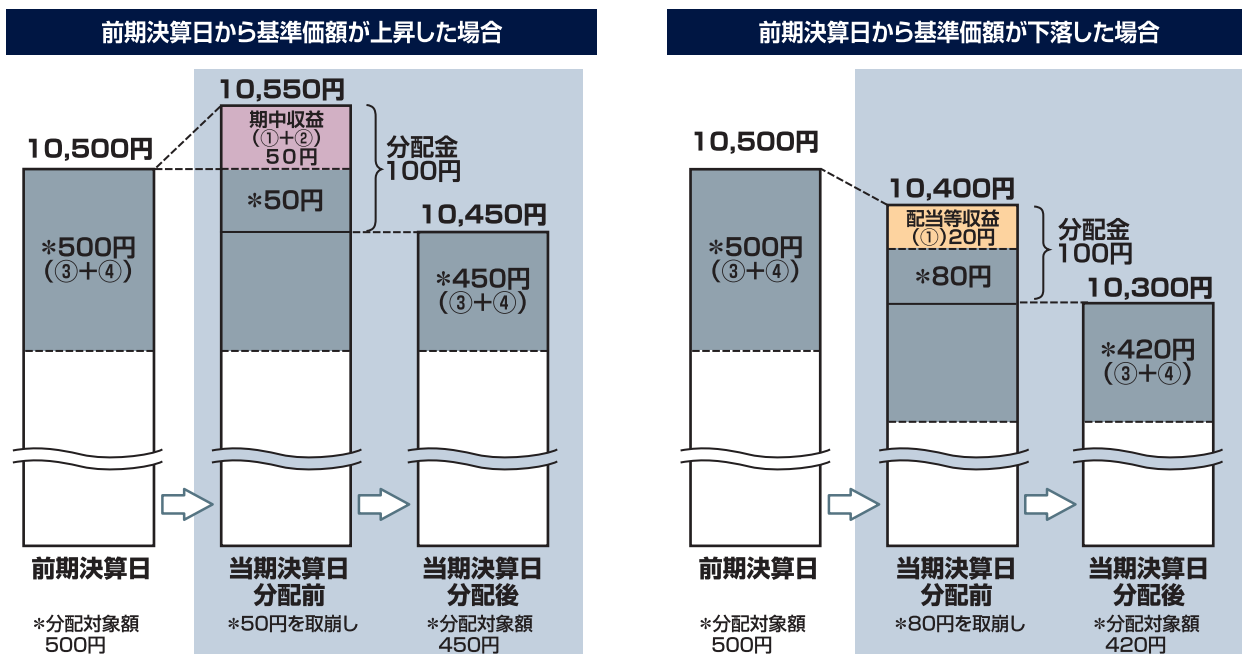 前期決算日から基準価額が上昇した場合
10,550円
期中収益
(①+②)
50円
10,500円
分配金
100円
*50円
10,450円
*500円
(③+④)
*450円
(③+④)
前期決算日
当期決算日
分配前
当期決算日
分配後
*分配対象額
500円
*50円を取崩し
*分配対象額
450円
前期決算日から基準価額が下落した場合
10,500円
10,400円
配当等収益
(①)20円
分配金
100円
*500円
(③+④)
*80円
10,300円
*420円
(③+④)
前期決算日
当期決算日
分配前
当期決算日
分配後
*分配対象額
500円
*80円を取崩し
*分配対象額
420円